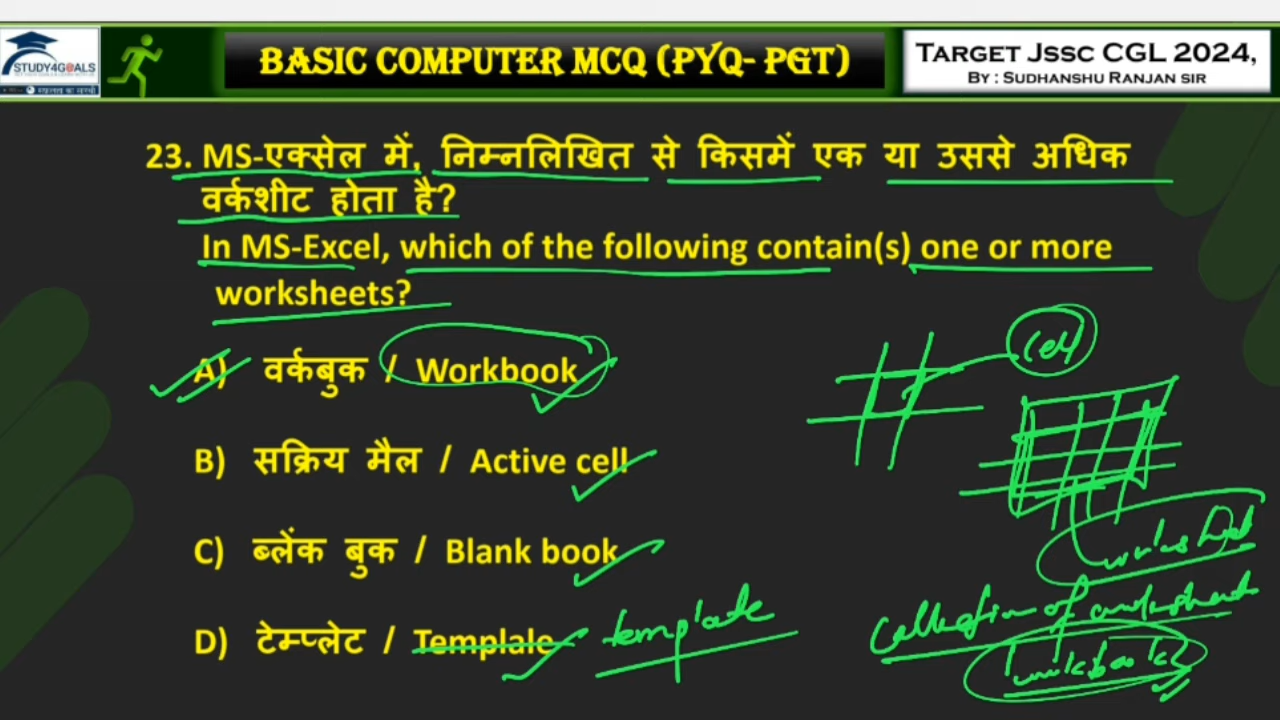 STUDY4GOALS
BASIC COMPUTER MCQ (PYQ- PGT)
TARGET JSSC CGL 2024,
BY : SUDHANSHU RANJAN SIR
23. MS-एक्सेल में, निम्नलिखित से किसमें एक या उससे अधिक
वर्कशीट होता है?
In MS-Excel, which of the following contain(s) one or more
worksheets?
A) वर्कबुक / Workbook
B) सक्रिय मैल / Active cell
C) ब्लेंक बुक / Blank book
D) टेम्प्लेट / Templale
template
cell
worksheet
collection of worksheets
workbook